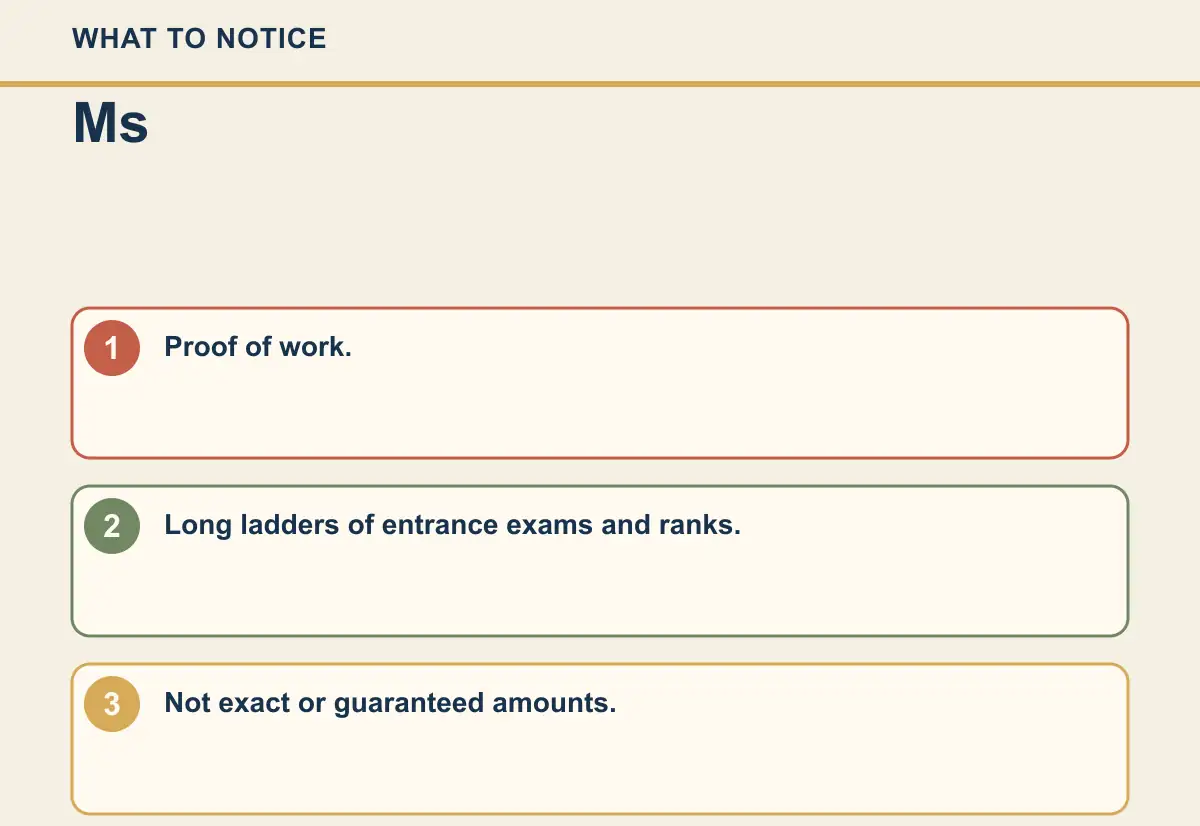 WHAT TO NOTICE
Ms
1 Proof of work.
2 Long ladders of entrance exams and ranks.
3 Not exact or guaranteed amounts.